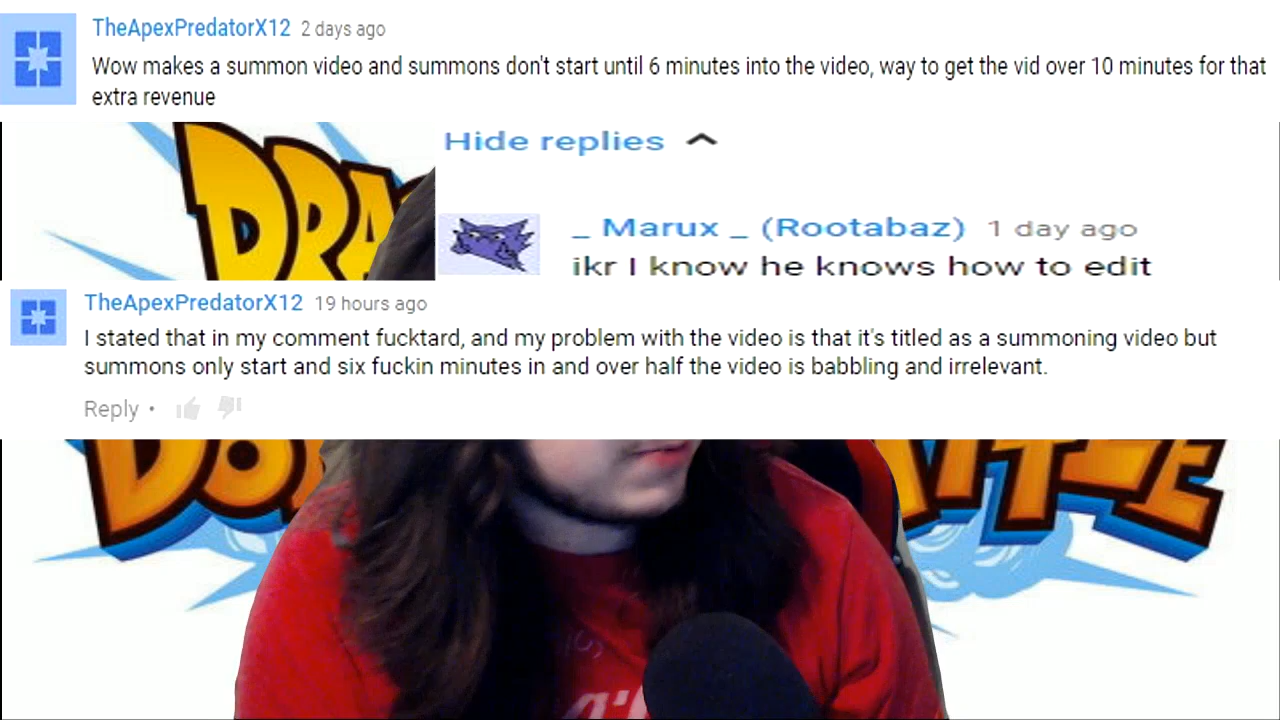 TheApexPredatorX12 2 days ago
Wow makes a summon video and summons don't start until 6 minutes into the video, way to get the vid over 10 minutes for that
extra revenue
Hide replies
_ Marux _ (Rootabaz) 1 day ago
ikr I know he knows how to edit
TheApexPredatorX12 19 hours ago
I stated that in my comment fucktard, and my problem with the video is that it's titled as a summoning video but
summons only start and six fuckin minutes in and over half the video is babbling and irrelevant.
Reply •